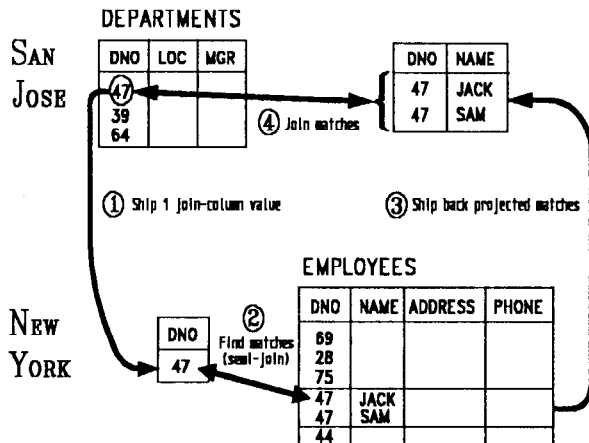 DEPARTMENTS
SAN JOSE
DNO LOC MGR
47
39
64
DNO NAME
47 JACK
47 SAM
④ Join matches
① Ship 1 join-column value
③ Ship back projected matches
NEW YORK
DNO
47
② Find matches (semi-join)
EMPLOYEES
DNO NAME ADDRESS PHONE
69
28
75
47 JACK
47 SAM
44